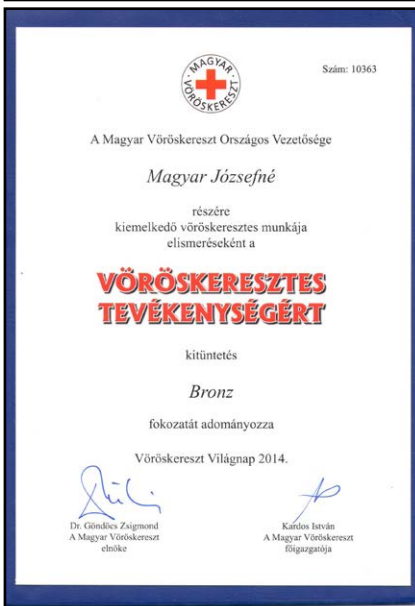 MAGYAR
VÖRÖSKERESZT
Szám: 10363
A Magyar Vöröskereszt Országos Vezetősége
Magyar Józsefné
részére
kiemelkedő vöröskeresztes munkája
elismeréseként a
VÖRÖSKERESZTES
TEVÉKENYSÉGÉRT
kitüntetés
Bronz
fokozatát adományozza
Vöröskereszt Világnap 2014.
Dr. Göndöcs Zsigmond
A Magyar Vöröskereszt
elnöke
Kardos István
A Magyar Vöröskereszt
főigazgatója